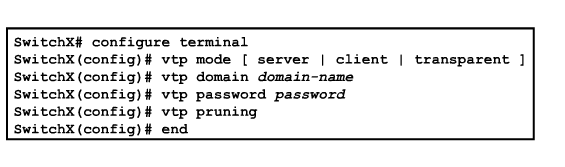 SwitchX# configure terminal
SwitchX(config)# vtp mode [ server | client | transparent ]
SwitchX(config)# vtp domain domain-name
SwitchX(config)# vtp password password
SwitchX(config)# vtp pruning
SwitchX(config)# end